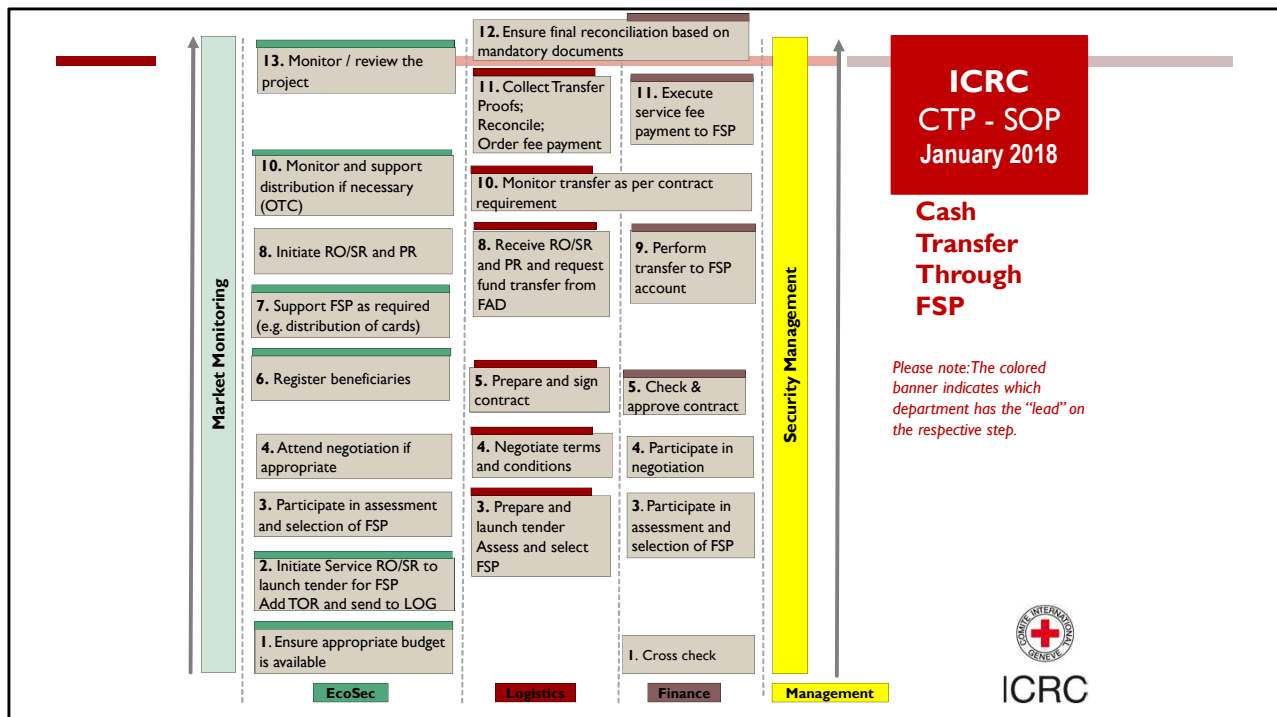 12. Ensure final reconciliation based on
mandatory documents
13. Monitor / review the
project
11. Collect Transfer
Proofs;
Reconcile;
Order fee payment
11. Execute
service fee
payment to FSP
10. Monitor and support
distribution if necessary
(OTC)
10. Monitor transfer as per contract
requirement
8. Initiate RO/SR and PR
8. Receive RO/SR
and PR and request
fund transfer from
FAD
9. Perform
transfer to FSP
account
7. Support FSP as required
(e.g. distribution of cards)
6. Register beneficiaries
5. Prepare and sign
contract
5. Check &
approve contract
4. Attend negotiation if
appropriate
4. Negotiate terms
and conditions
4. Participate in
negotiation
3. Participate in assessment
and selection of FSP
3. Prepare and
launch tender
Assess and select
FSP
3. Participate in
assessment and
selection of FSP
2. Initiate Service RO/SR to
launch tender for FSP
Add TOR and send to LOG
1. Ensure appropriate budget
is available
1. Cross check
Market Monitoring
Security Management
EcoSec
Logistics
Finance
Management
ICRC
CTP - SOP
January 2018
Cash
Transfer
Through
FSP
Please note:The colored
banner indicates which
department has the “lead” on
the respective step.
COMITE INTERNATIONAL
GENEVE
ICRC